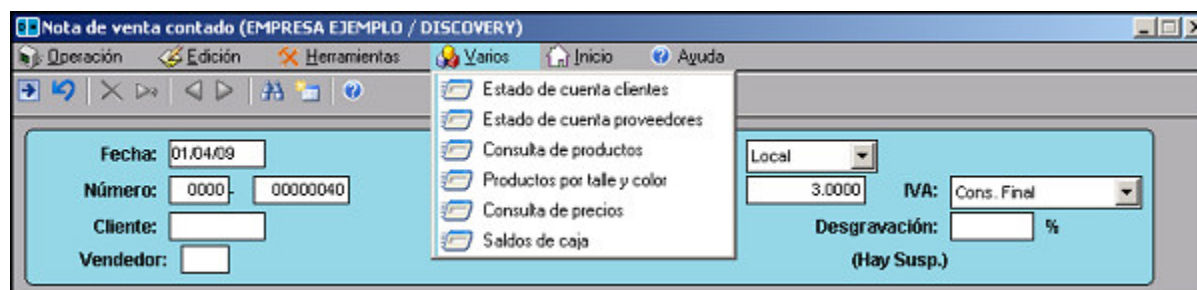 Nota de venta contado (EMPRESA EJEMPLO / DISCOVERY)
Operación Edición Herramientas Varios Inicio Ayuda
Estado de cuenta clientes
Estado de cuenta proveedores
Fecha: 01/04/09 Consulta de productos Local
Número: 0000- 00000040 Productos por talle y color 3.0000 IVA: Cons. Final
Cliente: Consulta de precios Desgravación: %
Vendedor: Saldos de caja (Hay Susp.)